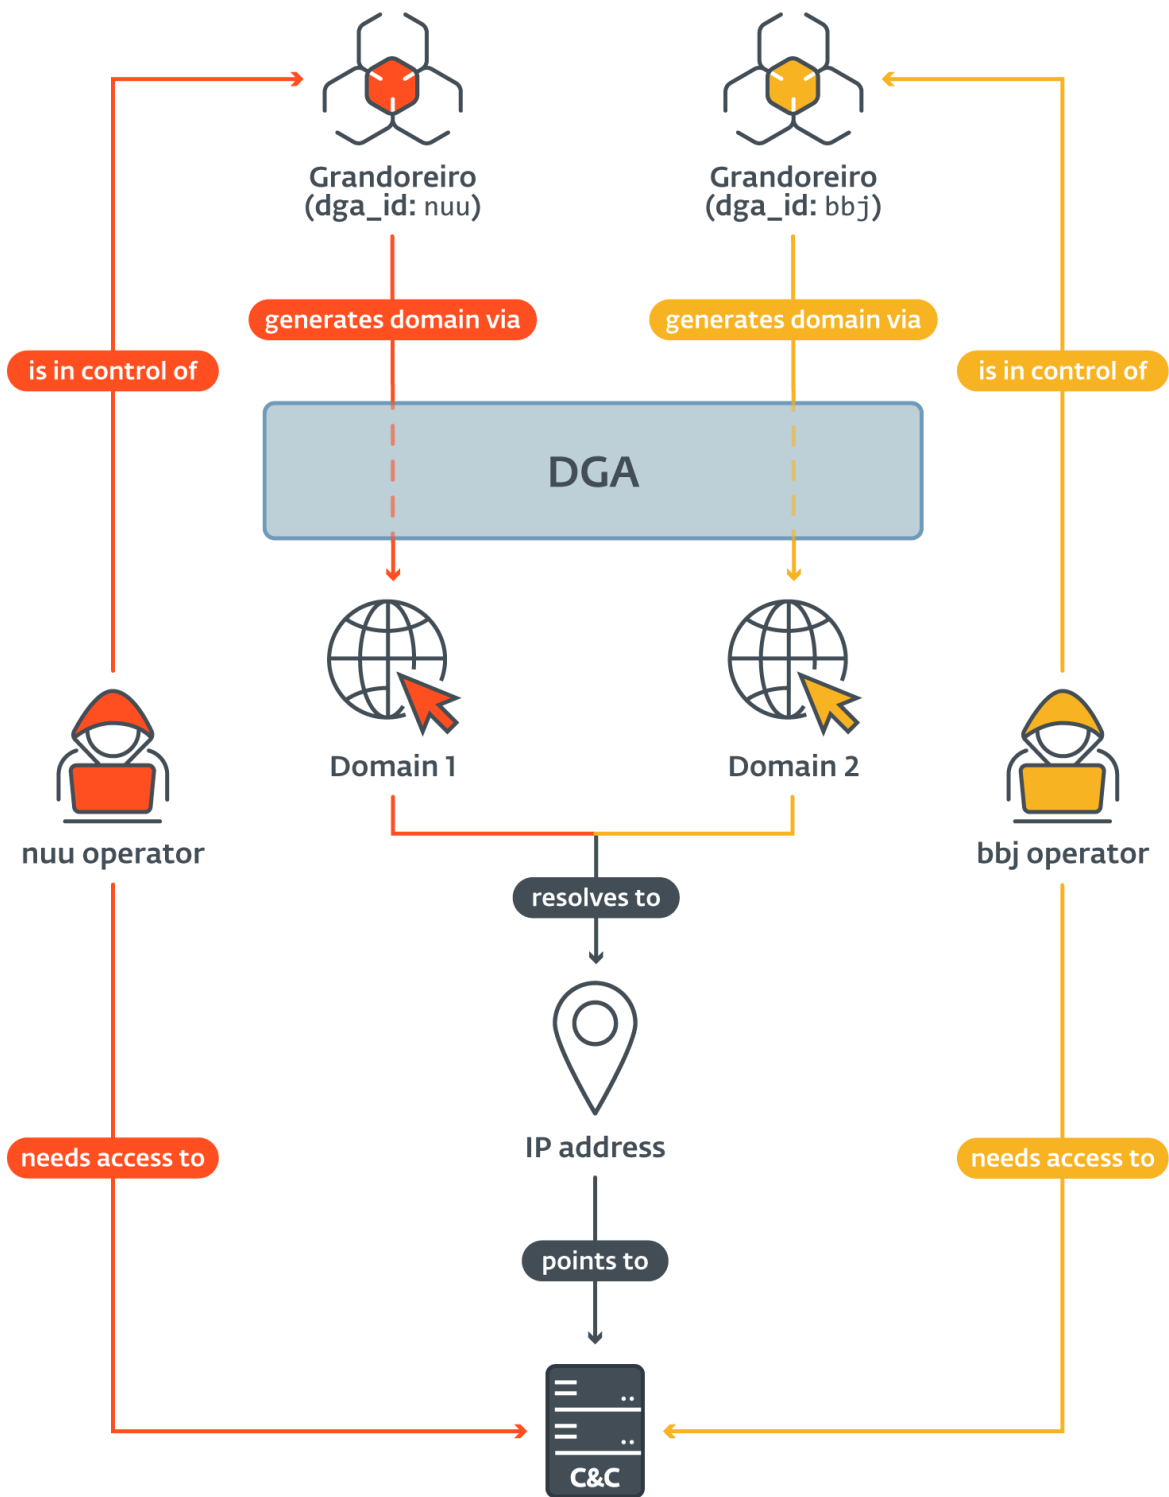 Grandoreiro
(dga_id: nuu)
Grandoreiro
(dga_id: bbj)
generates domain via
generates domain via
is in control of
is in control of
DGA
Domain 1
Domain 2
nuu operator
bbj operator
resolves to
IP address
needs access to
needs access to
points to
C&C